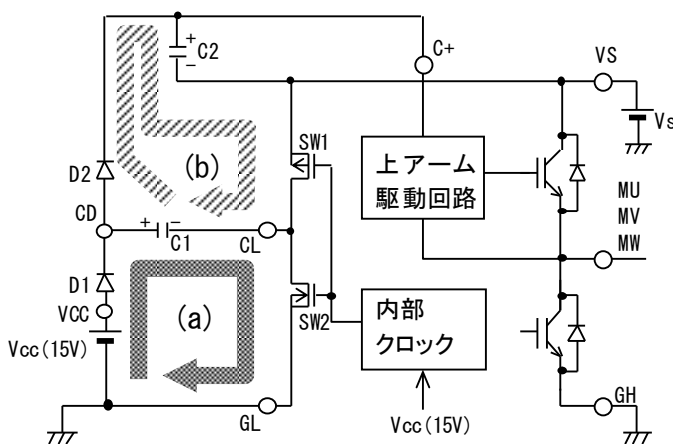 +
C2
−
C+
VS
Vs
SW1
上アーム
駆動回路
(b)
D2
CD
+
−
C1
CL
MU
MV
MW
D1
VCC
Vcc(15V)
(a)
SW2
内部
クロック
GL
Vcc(15V)
GH